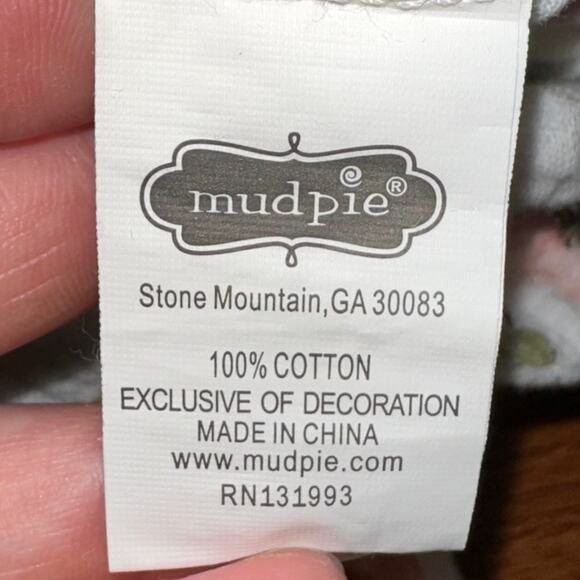 mudpie®
Stone Mountain,GA 30083
100% COTTON
EXCLUSIVE OF DECORATION
MADE IN CHINA
www.mudpie.com
RN131993